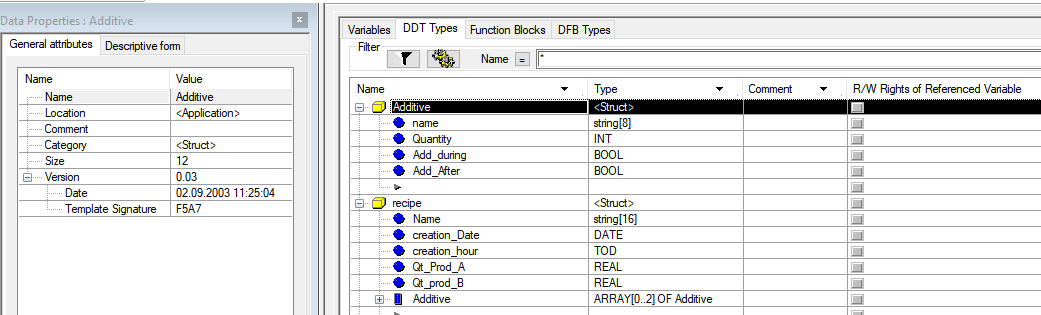 Data Properties : Additive
General attributes Descriptive form
Name Value
Name Additive
Location <Application>
Comment
Category <Struct>
Size 12
Version 0.03
Date 02.09.2003 11:25:04
Template Signature F5A7
Variables DDT Types Function Blocks DFB Types
Filter
Name = *
Name Type Comment R/W Rights of Referenced Variable
Additive <Struct>
name string[8]
Quantity INT
Add_during BOOL
Add_After BOOL
recipe <Struct>
Name string[16]
creation_Date DATE
creation_hour TOD
Qt_Prod_A REAL
Qt_prod_B REAL
Additive ARRAY[0..2] OF Additive